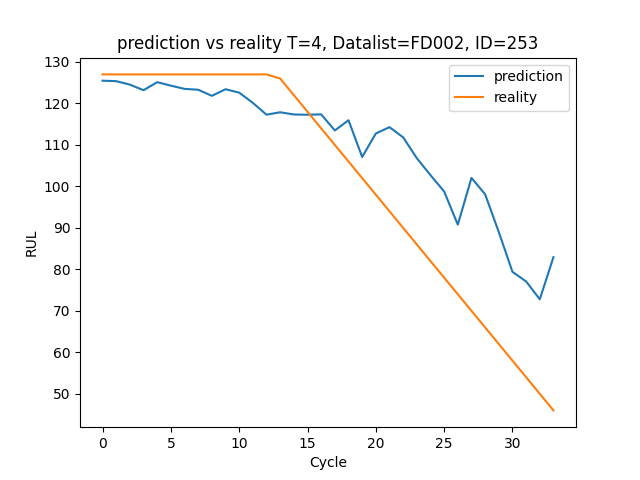 prediction vs reality T=4, Datalist=FD002, ID=253
prediction
reality
130
120
110
100
90
80
70
60
50
RUL
0 5 10 15 20 25 30
Cycle